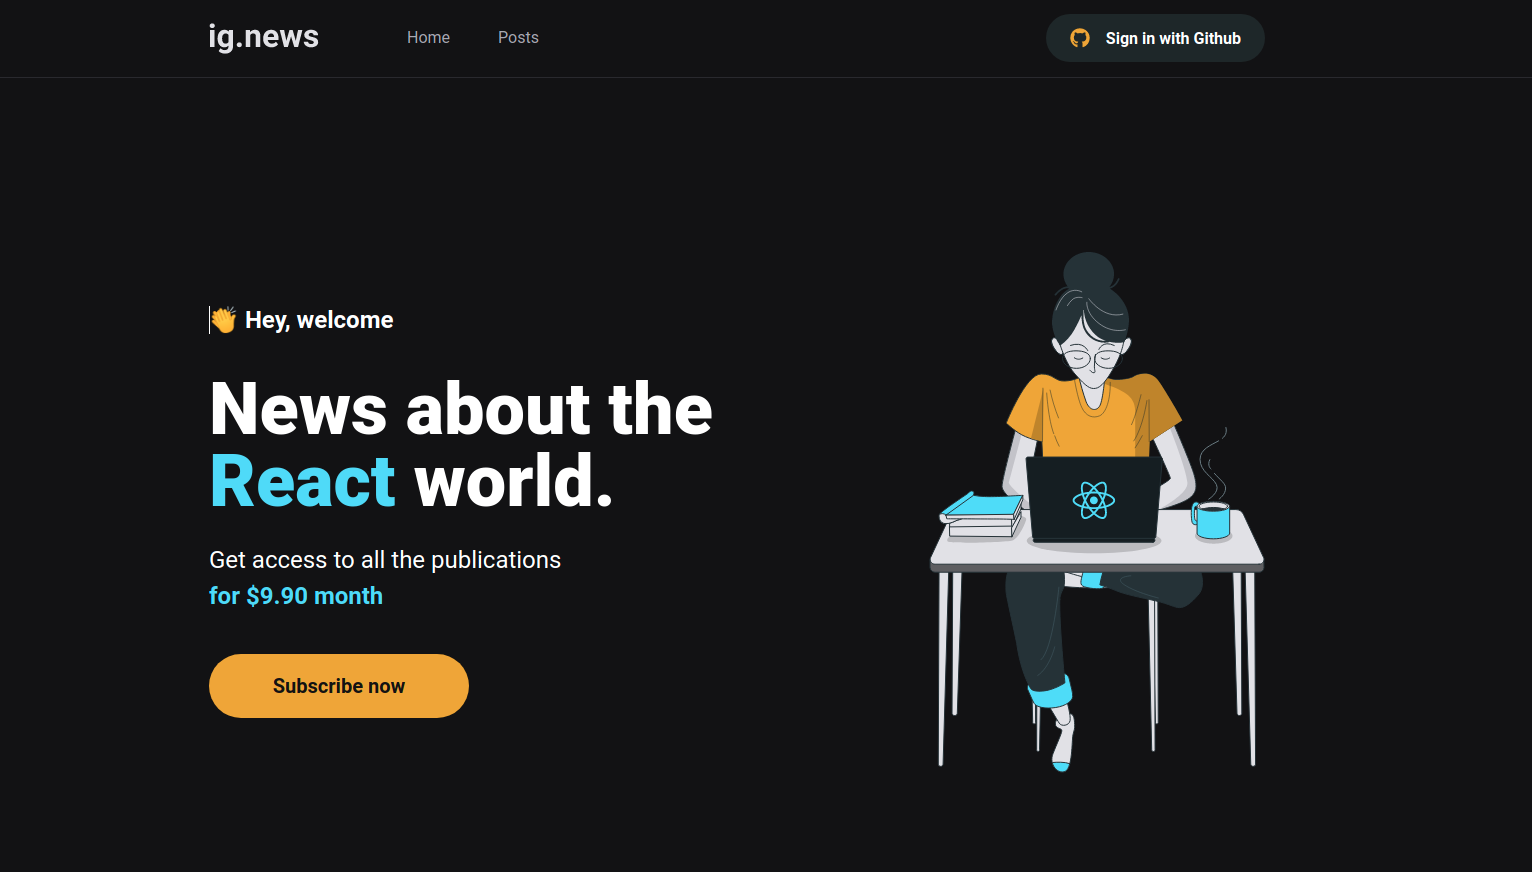 ig.news
Home
Posts
Sign in with Github
👋 Hey, welcome
News about the
React world.
Get access to all the publications
for $9.90 month
Subscribe now